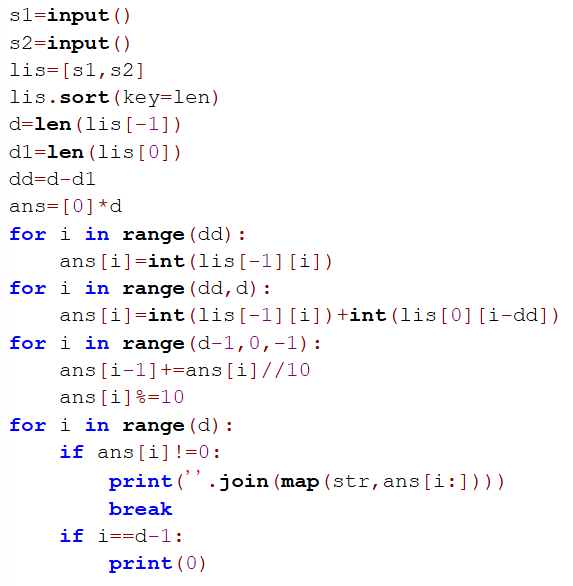 s1=input()
s2=input()
lis=[s1,s2]
lis.sort(key=len)
d=len(lis[-1])
d1=len(lis[0])
dd=d-d1
ans=[0]*d
for i in range(dd):
    ans[i]=int(lis[-1][i])
for i in range(dd,d):
    ans[i]=int(lis[-1][i])+int(lis[0][i-dd])
for i in range(d-1,0,-1):
    ans[i-1]+=ans[i]//10
    ans[i]%=10
for i in range(d):
    if ans[i]!=0:
        print(''.join(map(str,ans[i:])))
        break
    if i==d-1:
        print(0)